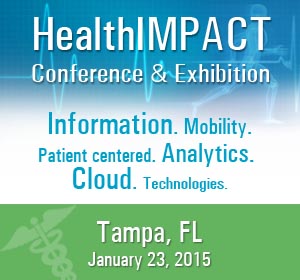 HealthIMPACT
Conference & Exhibition
Information. Mobility.
Patient centered. Analytics.
Cloud. Technologies.
Tampa, FL
January 23, 2015